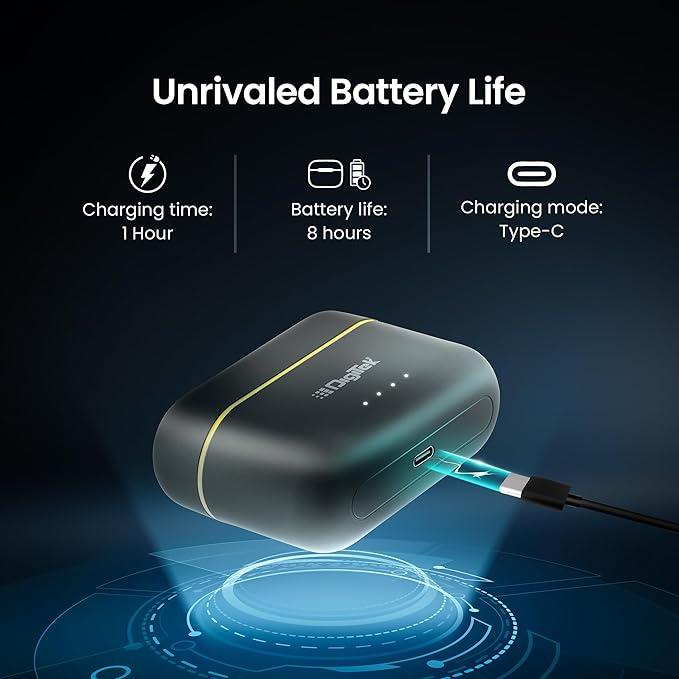 Unrivaled Battery Life
Charging time:
1 Hour
Battery life:
8 hours
Charging mode:
Type-C
DigiTek